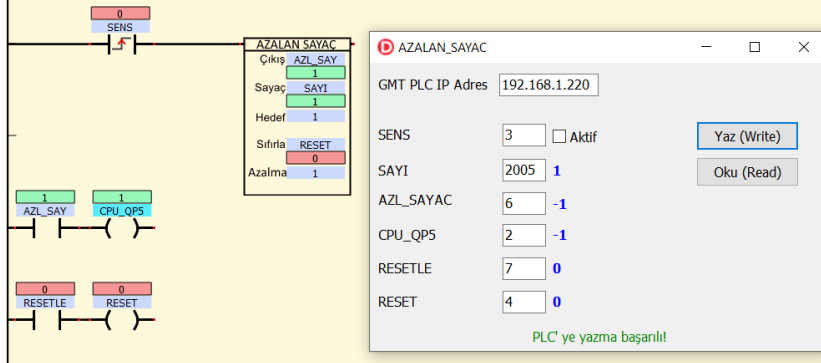 0
SENS
AZALAN SAYAÇ
Çıkış AZL_SAY
1
Sayaç SAYI
1
Hedef 1
Sıfırla RESET
0
Azalma 1
1 1
AZL_SAY CPU_QP5
0 0
RESETLE RESET
AZALAN_SAYAC
GMT PLC IP Adres 192.168.1.220
SENS 3 Aktif Yaz (Write)
SAYI 2005 1 Oku (Read)
AZL_SAYAC 6 -1
CPU_QP5 2 -1
RESETLE 7 0
RESET 4 0
PLC' ye yazma başarılı!